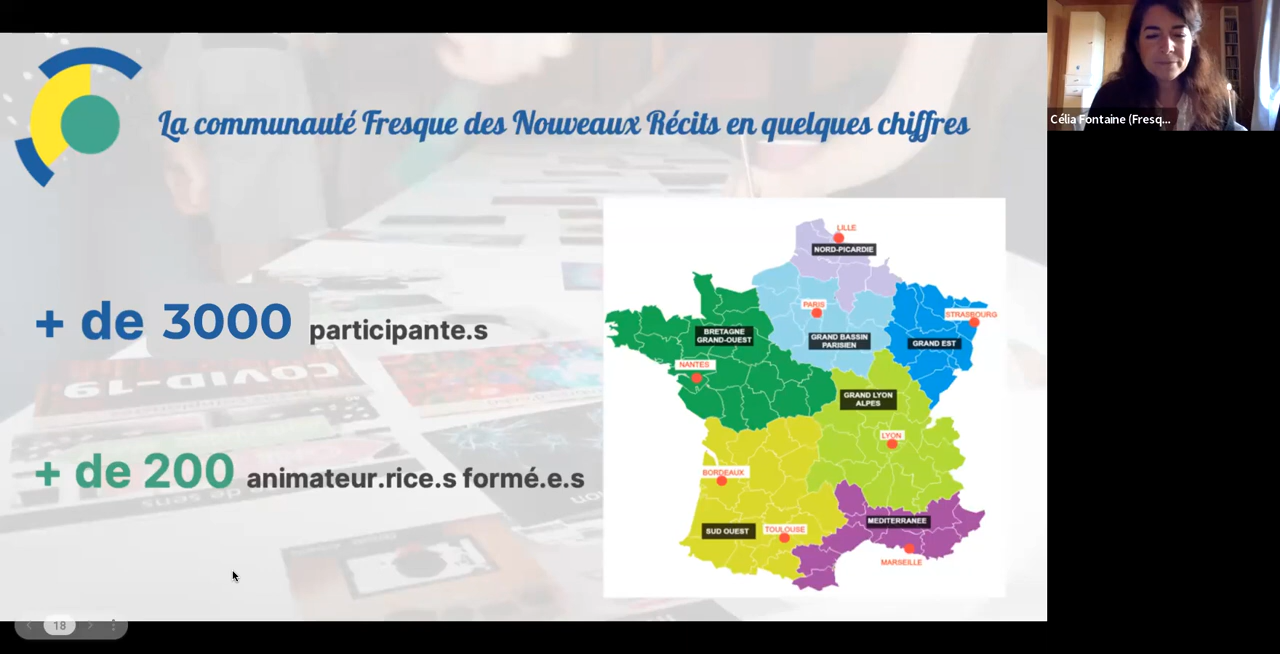 La communauté Fresque des Nouveaux Récits en quelques chiffres
Célia Fontaine (Fresq...
+ de 3000 participante.s
+ de 200 animateur.rice.s formé.e.s
LILLE
NORD-PICARDIE
PARIS
STRASBOURG
BRETAGNE
GRAND-OUEST
GRAND BASSIN
PARISIEN
GRAND EST
NANTES
GRAND LYON
ALPES
LYON
BORDEAUX
SUD OUEST
TOULOUSE
MEDITERRANEE
MARSEILLE
COVID-19
18